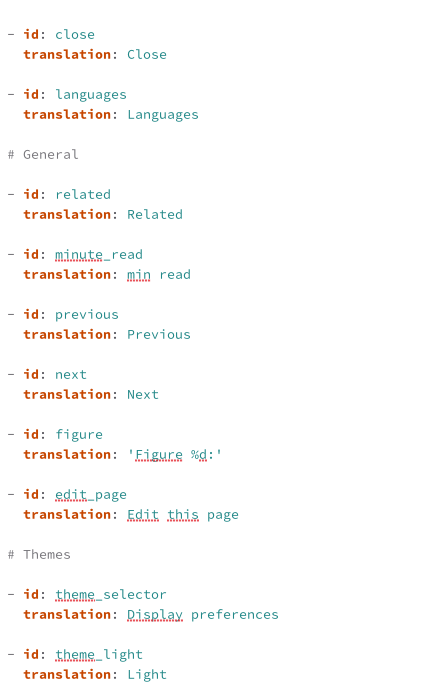 - id: close
  translation: Close
- id: languages
  translation: Languages
# General
- id: related
  translation: Related
- id: minute_read
  translation: min read
- id: previous
  translation: Previous
- id: next
  translation: Next
- id: figure
  translation: 'Figure %d:'
- id: edit_page
  translation: Edit this page
# Themes
- id: theme_selector
  translation: Display preferences
- id: theme_light
  translation: Light